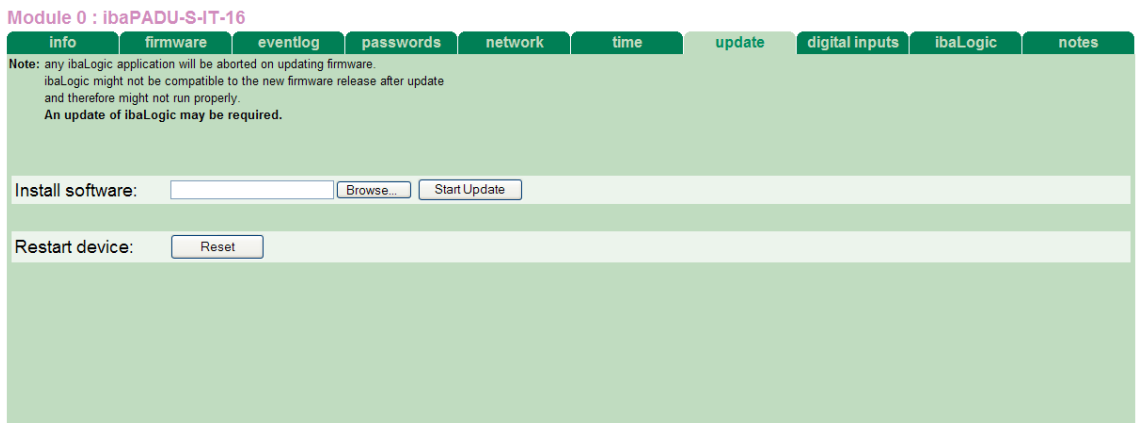 Module 0 : ibaPADU-S-IT-16
info firmware eventlog passwords network time update digital inputs ibaLogic notes
Note: any ibaLogic application will be aborted on updating firmware.
ibaLogic might not be compatible to the new firmware release after update
and therefore might not run properly.
An update of ibaLogic may be required.
Install software: Browse... Start Update
Restart device: Reset